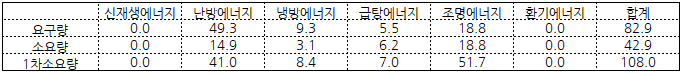 신재생에너지 난방에너지 냉방에너지 급탕에너지 조명에너지 환기에너지 합계
요구량 0.0 49.3 9.3 5.5 18.8 0.0 82.9
소요량 0.0 14.9 3.1 6.2 18.8 0.0 42.9
1차소요량 0.0 41.0 8.4 7.0 51.7 0.0 108.0